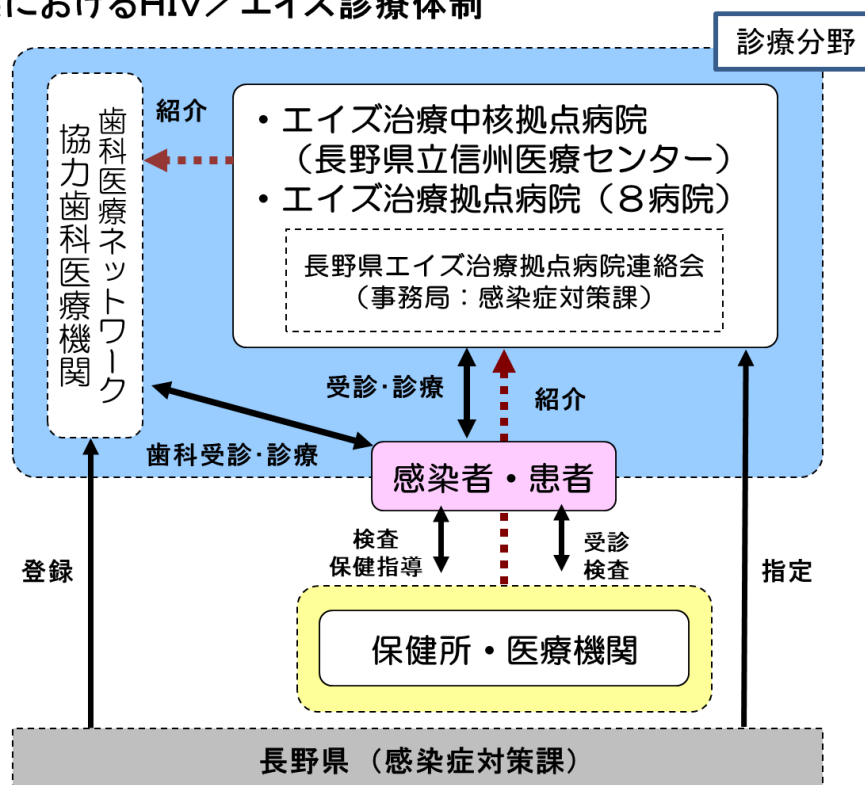 におけるHIV／エイズ診療体制
診療分野
歯科医療ネットワーク
協力歯科医療機関
紹介
・エイズ治療中核拠点病院
（長野県立信州医療センター）
・エイズ治療拠点病院（８病院）
長野県エイズ治療拠点病院連絡会
（事務局：感染症対策課）
受診・診療
紹介
歯科受診・診療
感染者・患者
検査
保健指導
受診
検査
登録
指定
保健所・医療機関
長野県（感染症対策課）